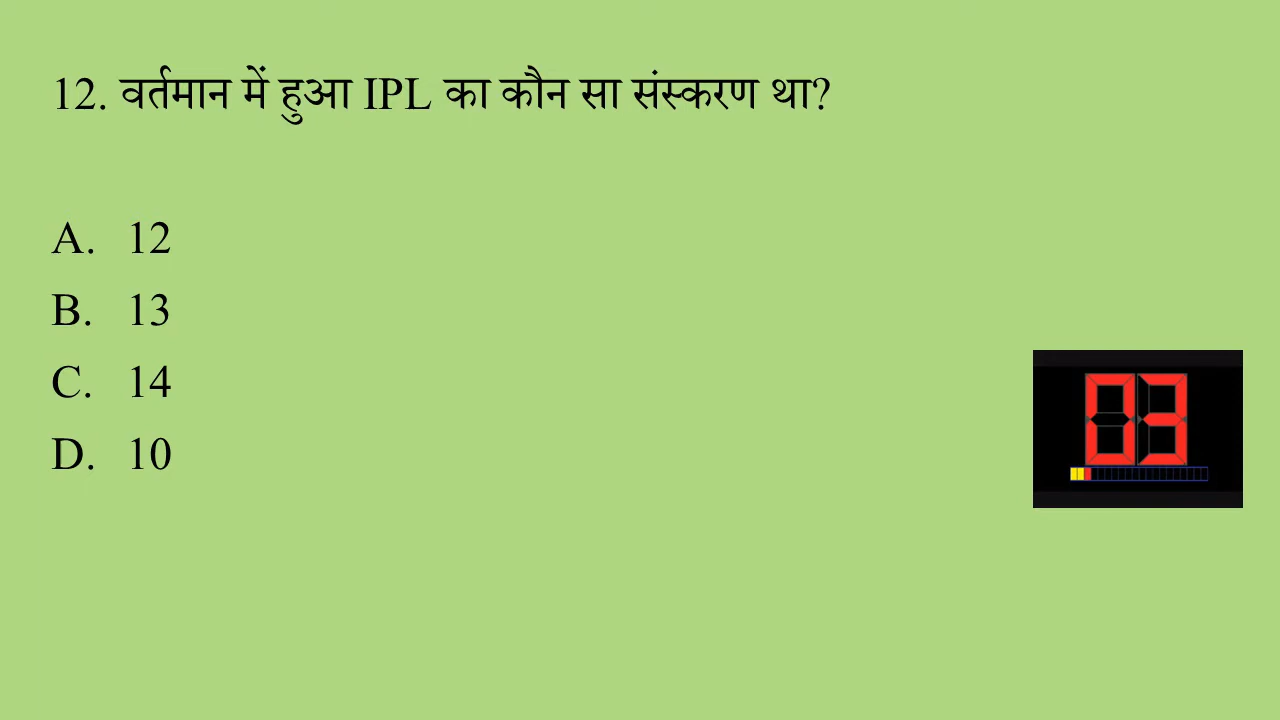 12. वर्तमान में हुआ IPL का कौन सा संस्करण था?
A. 12
B. 13
C. 14
D. 10
03